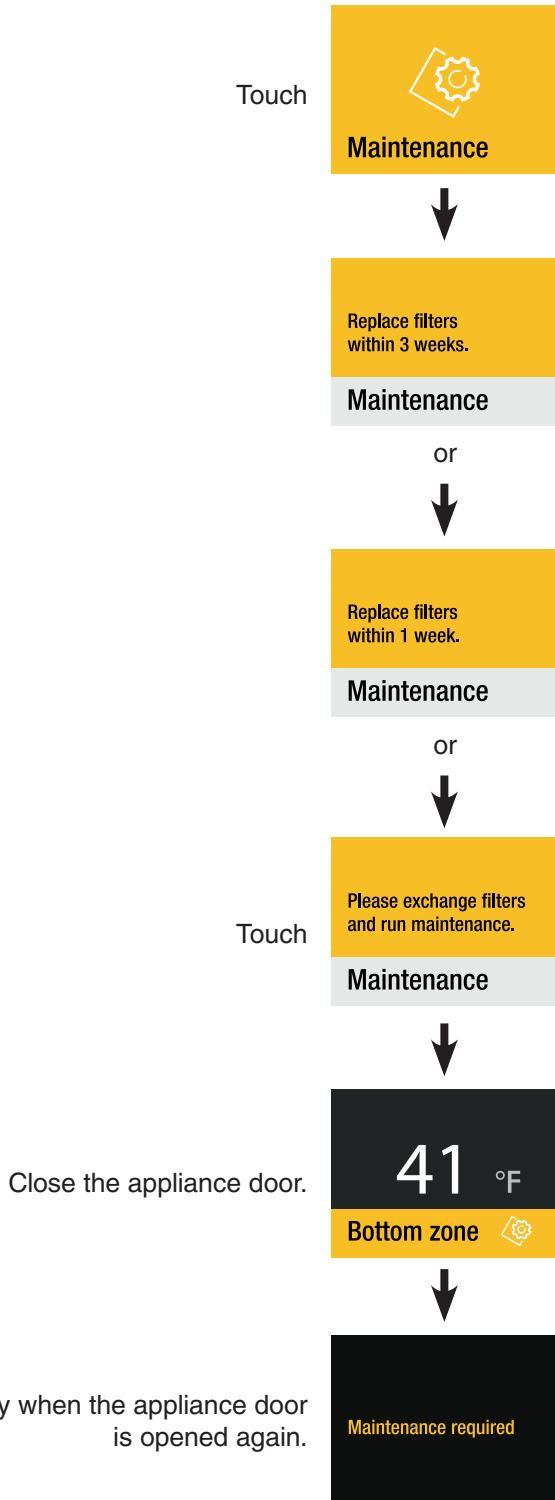 Touch
Maintenance
Replace filters
within 3 weeks.
Maintenance
or
Replace filters
within 1 week.
Maintenance
or
Touch
Please exchange filters
and run maintenance.
Maintenance
Close the appliance door.
41 °F
Bottom zone
when the appliance door
is opened again.
Maintenance required